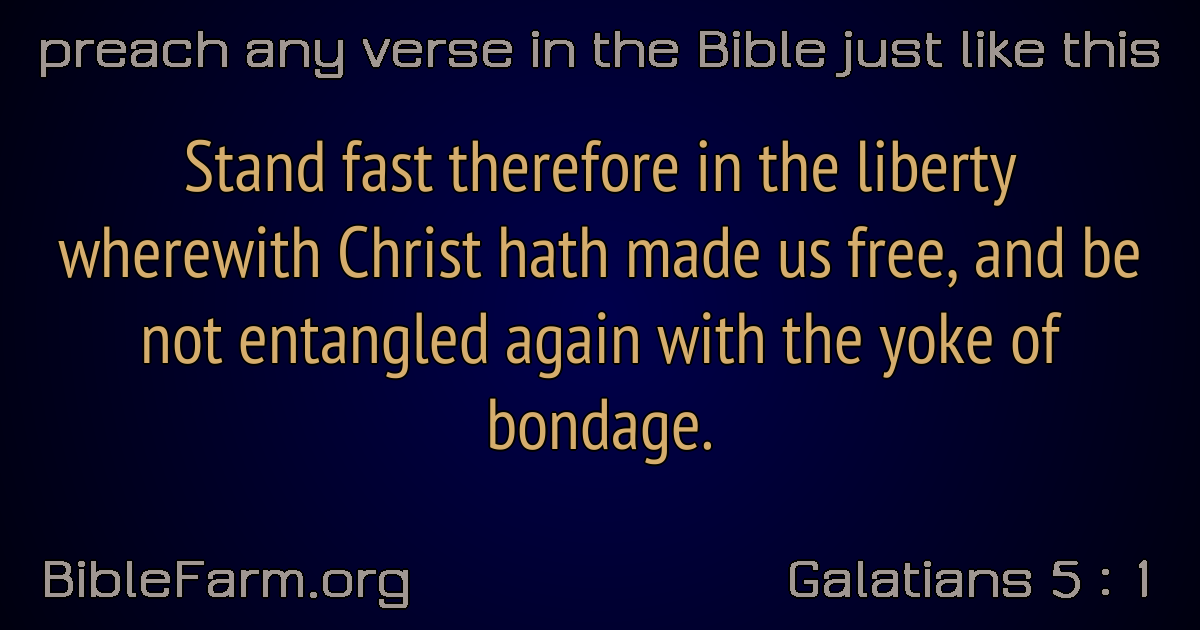 preach any verse in the Bible just like this
Stand fast therefore in the liberty
wherewith Christ hath made us free, and be
not entangled again with the yoke of
bondage.
BibleFarm.org
Galatians 5 : 1